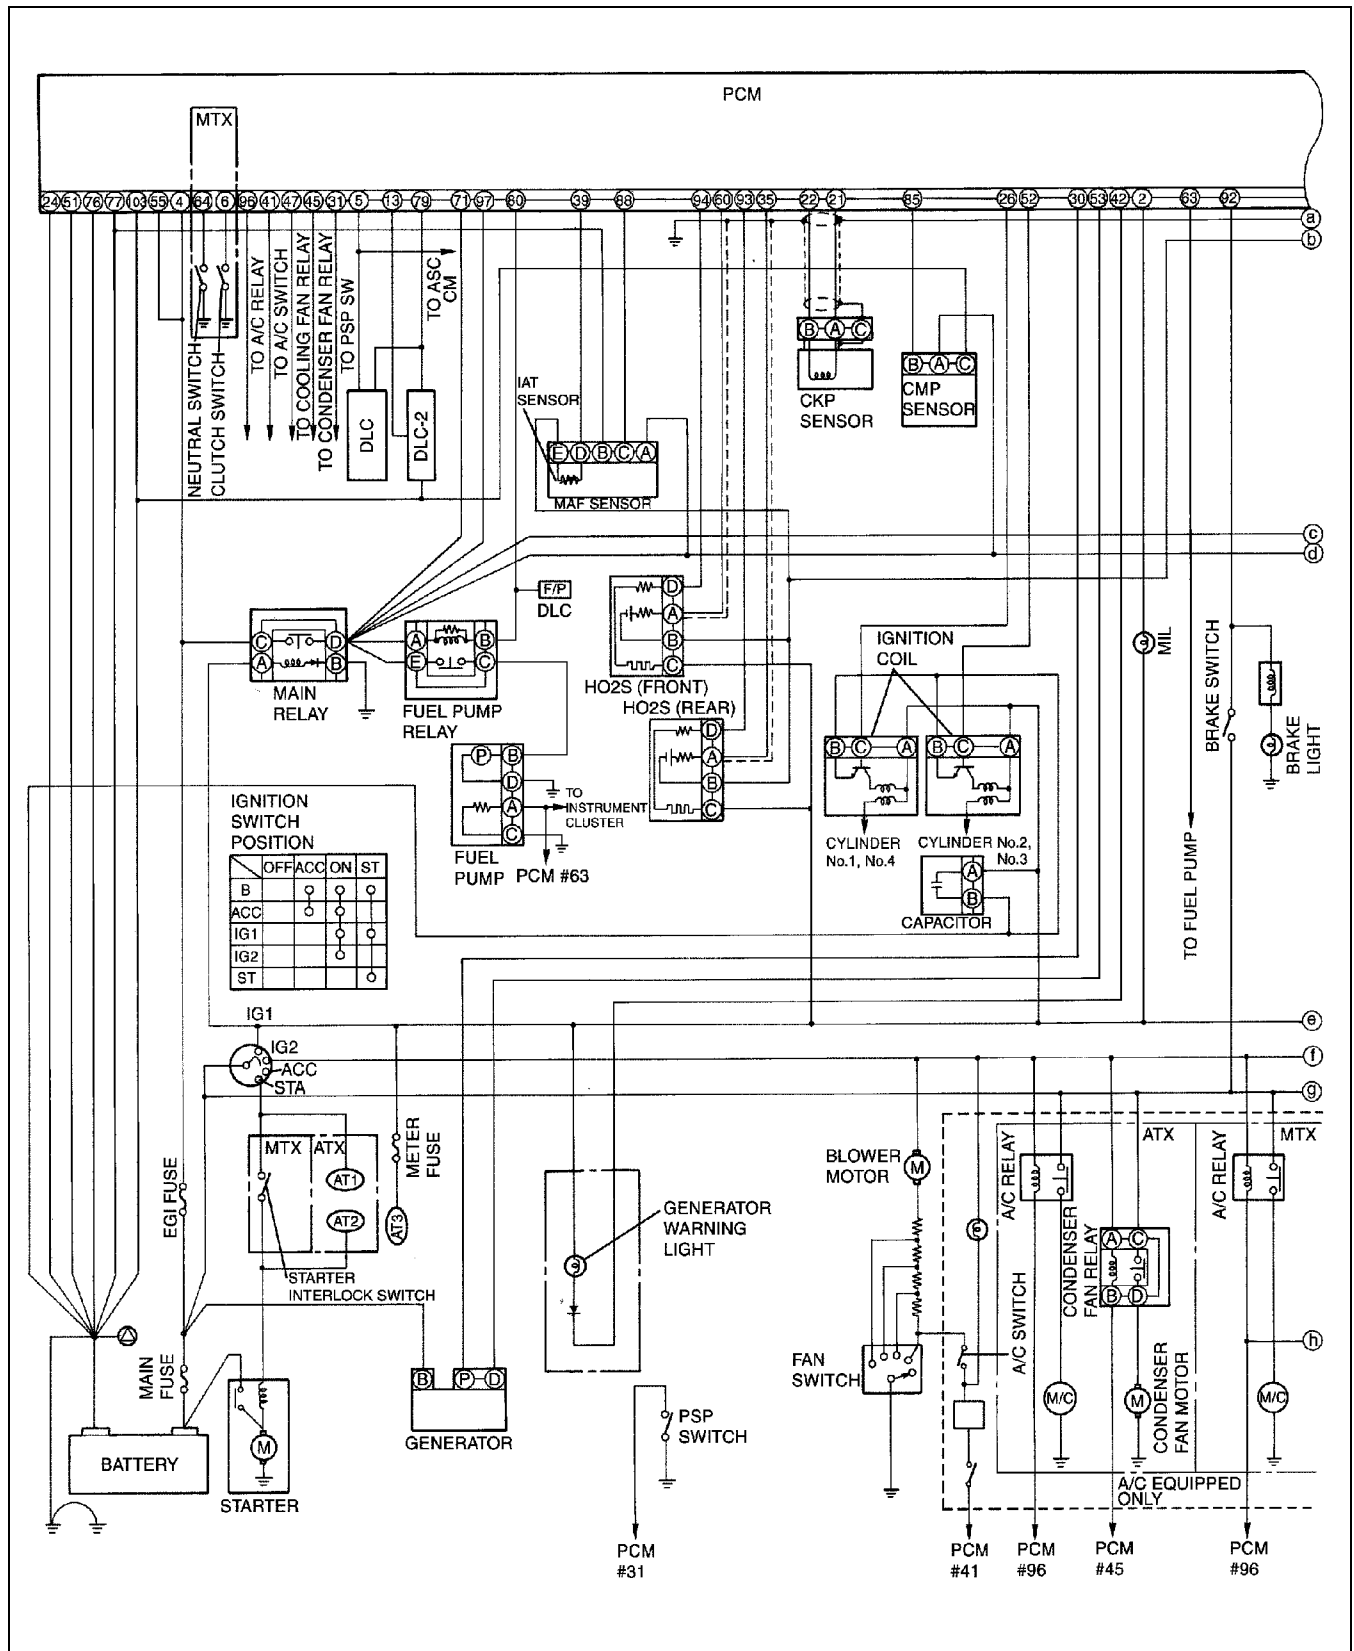 PCM
MTX
24 51 76 77 103 55 4 64 6 96 41 47 45 31 5 13 79 71 97 80 39 88 94 60 93 35 22 21 85 26 52 30 53 42 2 63 92
a
b
NEUTRAL SWITCH
CLUTCH SWITCH
TO A/C RELAY
TO A/C SWITCH
TO COOLING FAN RELAY
TO CONDENSER FAN RELAY
TO PSP SW
TO ASC
CM
DLC
DLC-2
IAT
SENSOR
E D B C A
MAF SENSOR
B A C
CKP
SENSOR
B A C
CMP
SENSOR
c
d
F/P
DLC
C D
A B
MAIN
RELAY
A B
E C
FUEL PUMP
RELAY
D
A
B
C
HO2S (FRONT)
HO2S (REAR)
D
A
B
C
IGNITION
COIL
B C A
B C A
CYLINDER
No.1, No.4
CYLINDER No.2,
No.3
A
B
CAPACITOR
MIL
BRAKE SWITCH
BRAKE
LIGHT
TO FUEL PUMP
P B
D
A
C
TO
INSTRUMENT
CLUSTER
FUEL
PUMP
PCM #63
IGNITION
SWITCH
POSITION
OFF ACC ON ST
B
ACC
IG1
IG2
ST
IG1
IG2
ACC
STA
e
f
g
MTX ATX
AT1
AT2
AT3
METER
FUSE
EGI FUSE
STARTER
INTERLOCK SWITCH
MAIN
FUSE
BATTERY
M
STARTER
B P D
GENERATOR
GENERATOR
WARNING
LIGHT
PSP
SWITCH
PCM
#31
BLOWER
MOTOR
M
FAN
SWITCH
A/C SWITCH
A/C RELAY
ATX
MTX
CONDENSER
FAN RELAY
A C
B D
A/C RELAY
h
M/C
M
CONDENSER
FAN MOTOR
M/C
A/C EQUIPPED
ONLY
PCM
#41
PCM
#96
PCM
#45
PCM
#96